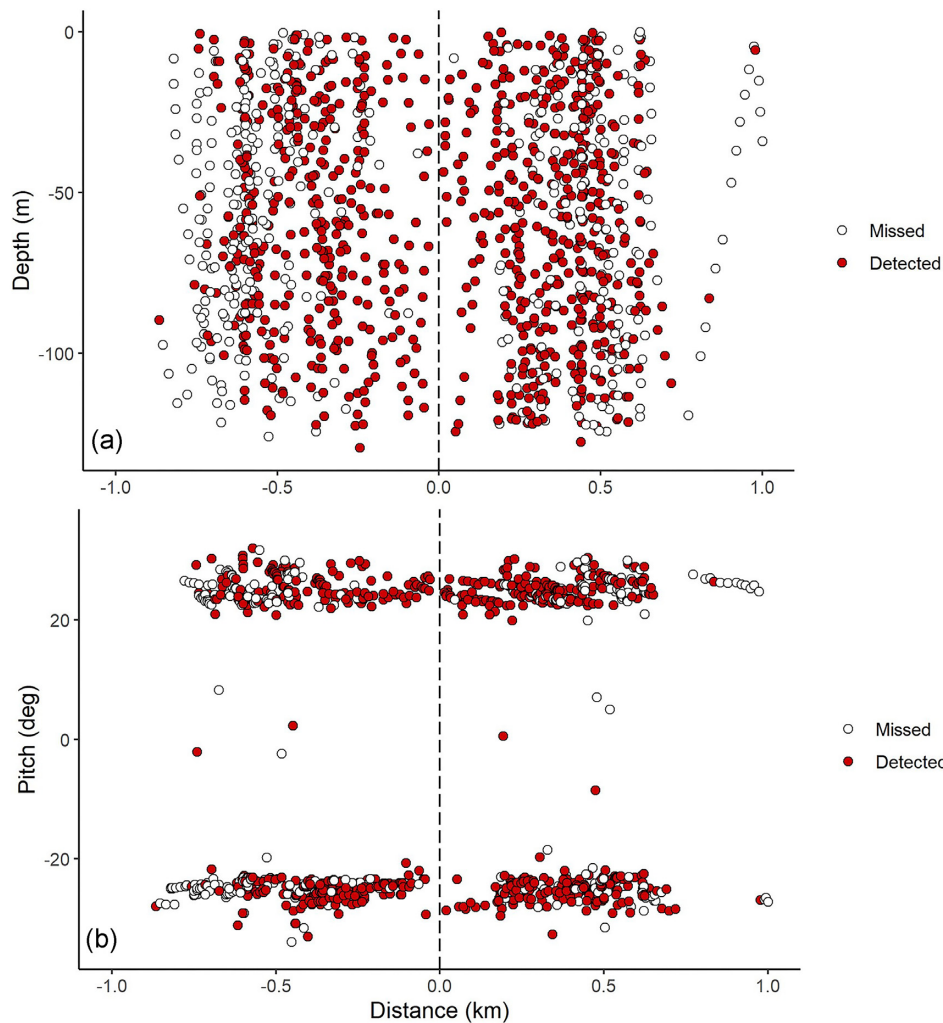 0
-50
-100
Depth (m)
(a)
-1.0 -0.5 0.0 0.5 1.0
Missed
Detected
20
0
-20
Pitch (deg)
(b)
-1.0 -0.5 0.0 0.5 1.0
Distance (km)
Missed
Detected